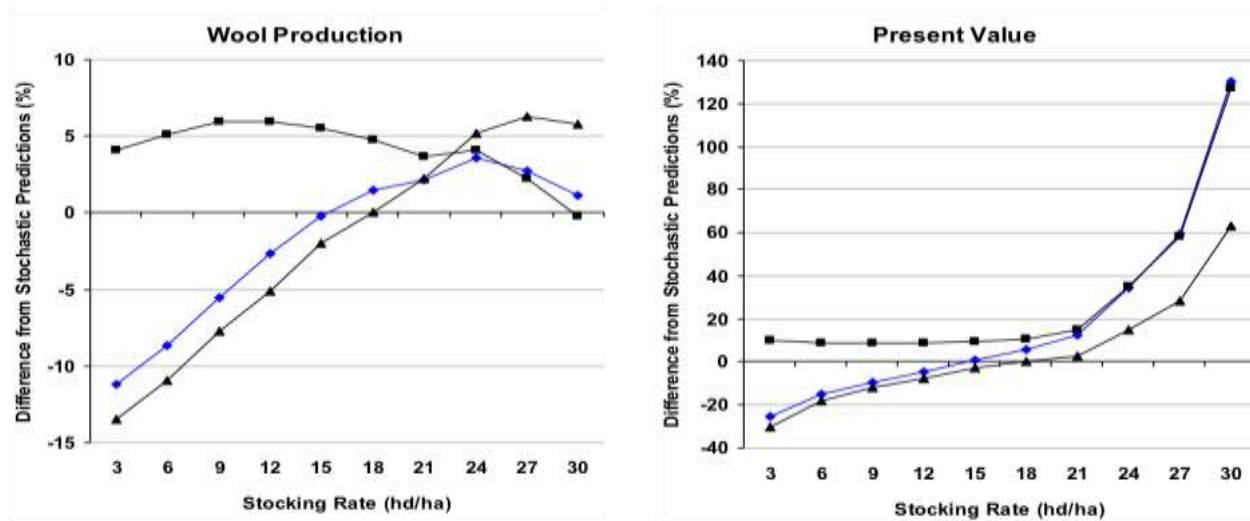 Wool Production
Difference from Stochastic Predictions (%)
10
5
0
-5
-10
-15
3 6 9 12 15 18 21 24 27 30
Stocking Rate (hd/ha)
Present Value
Difference from Stochastic Predictions (%)
140
120
100
80
60
40
20
0
-20
-40
3 6 9 12 15 18 21 24 27 30
Stocking Rate (hd/ha)